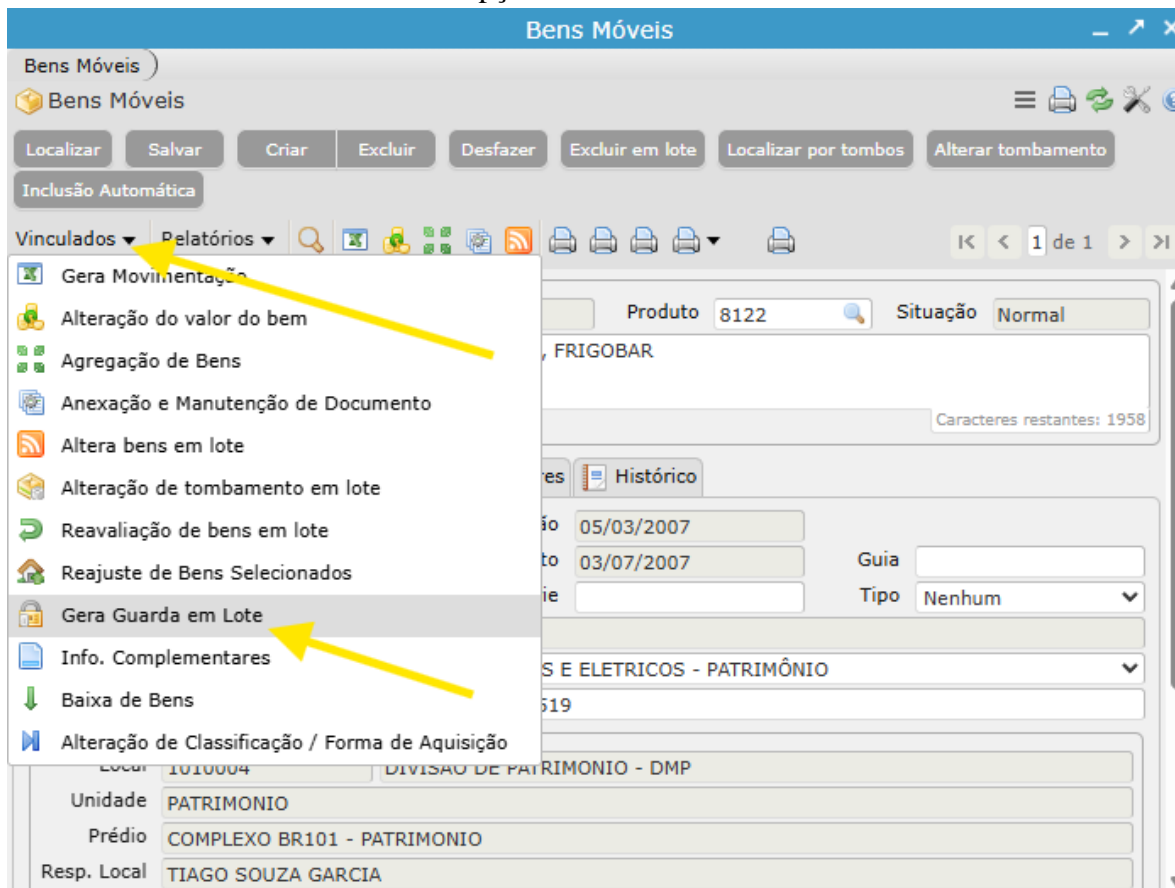 Bens Móveis
Bens Móveis
Bens Móveis
Localizar Salvar Criar Excluir Desfazer Excluir em lote Localizar por tombos Alterar tombamento
Inclusão Automática
Vinculados Relatórios 1 de 1
Gera Movimentação
Produto 8122 Situação Normal
Alteração do valor do bem
, FRIGOBAR
Agregação de Bens
Anexação e Manutenção de Documento
Caracteres restantes: 1958
Altera bens em lote
Histórico
Alteração de tombamento em lote
05/03/2007
Reavaliação de bens em lote
03/07/2007 Guia
Reajuste de Bens Selecionados
Tipo Nenhum
Gera Guarda em Lote
Info. Complementares
S E ELETRICOS - PATRIMÔNIO
Baixa de Bens
519
Alteração de Classificação / Forma de Aquisição
Local 1010004 DIVISAO DE PATRIMONIO - DMP
Unidade PATRIMONIO
Prédio COMPLEXO BR101 - PATRIMONIO
Resp. Local TIAGO SOUZA GARCIA